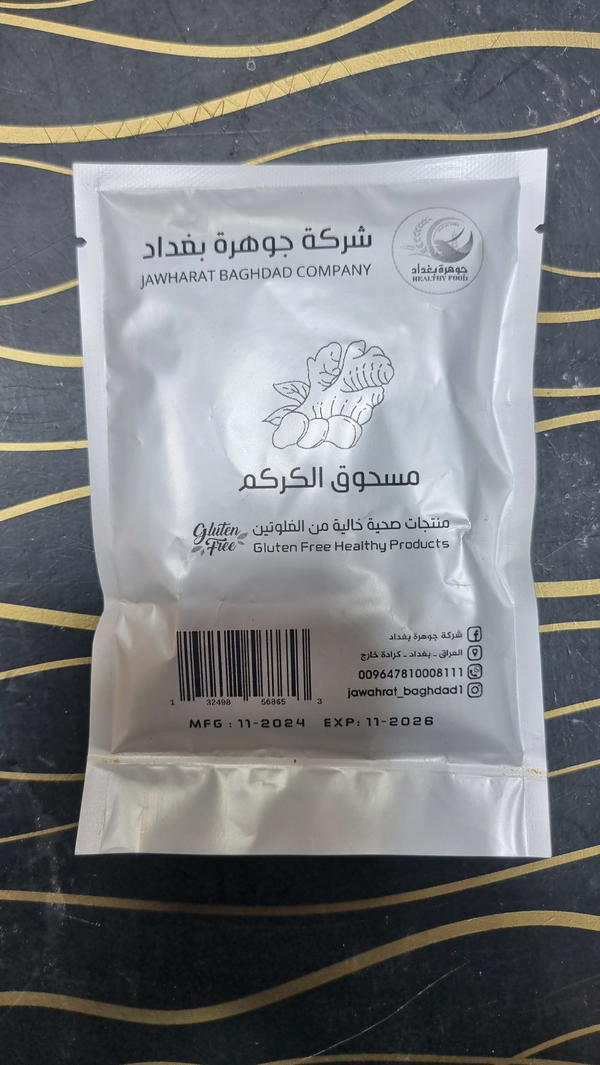 شركة جوهرة بغداد
JAWHARAT BAGHDAD COMPANY
جوهرة بغداد
HEALTHY FOOD
مسحوق الكركم
منتجات صحية خالية من الغلوتين
Gluten Free Healthy Products
Gluten Free
شركة جوهرة بغداد
العراق - بغداد - كرادة خارج
009647810008111
jawahrat_baghdad1
1 32498 56865 3
MFG : 11-2024 EXP: 11-2026